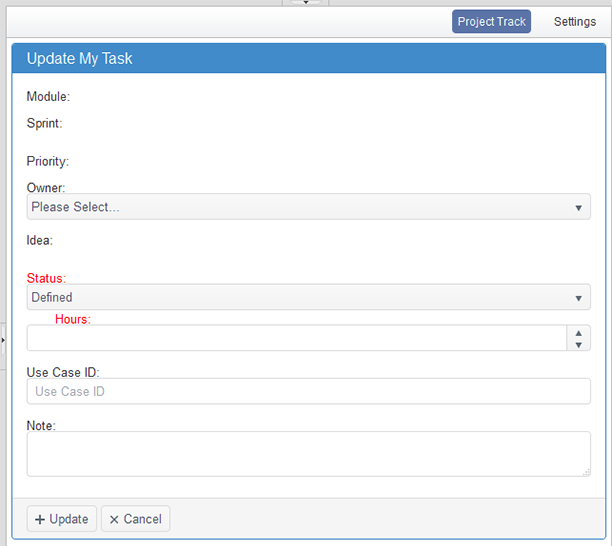 Project Track Settings
Update My Task
Module:
Sprint:
Priority:
Owner:
Please Select...
Idea:
Status:
Defined
Hours:
Use Case ID:
Use Case ID
Note:
Update Cancel